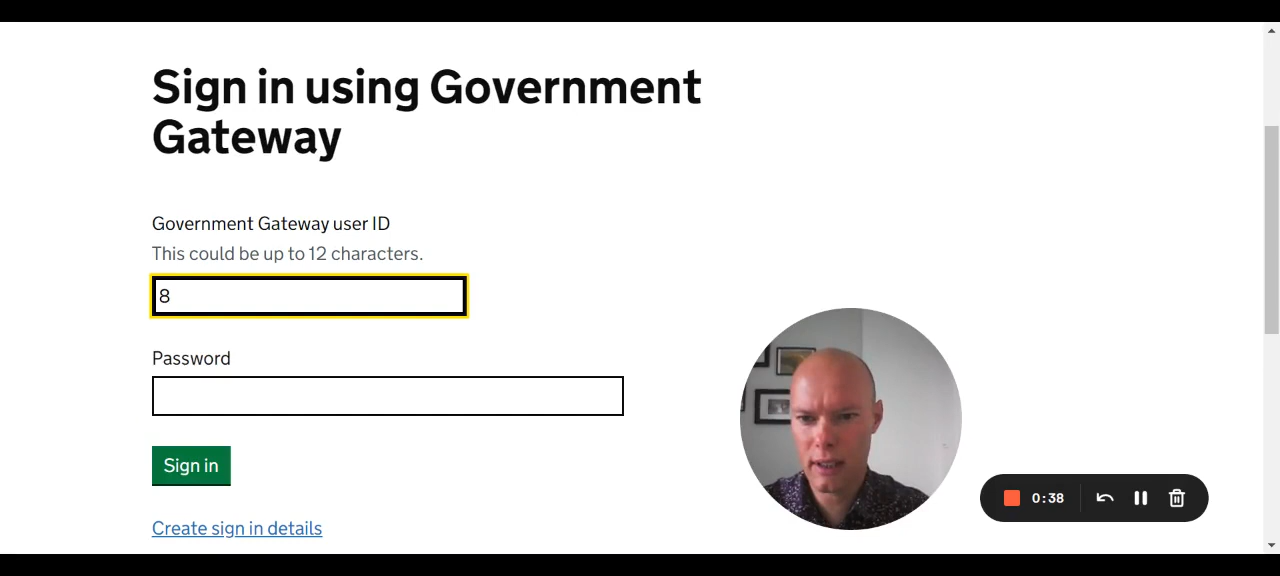 Sign in using Government
Gateway
Government Gateway user ID
This could be up to 12 characters.
8
Password
Sign in
Create sign in details
0:38